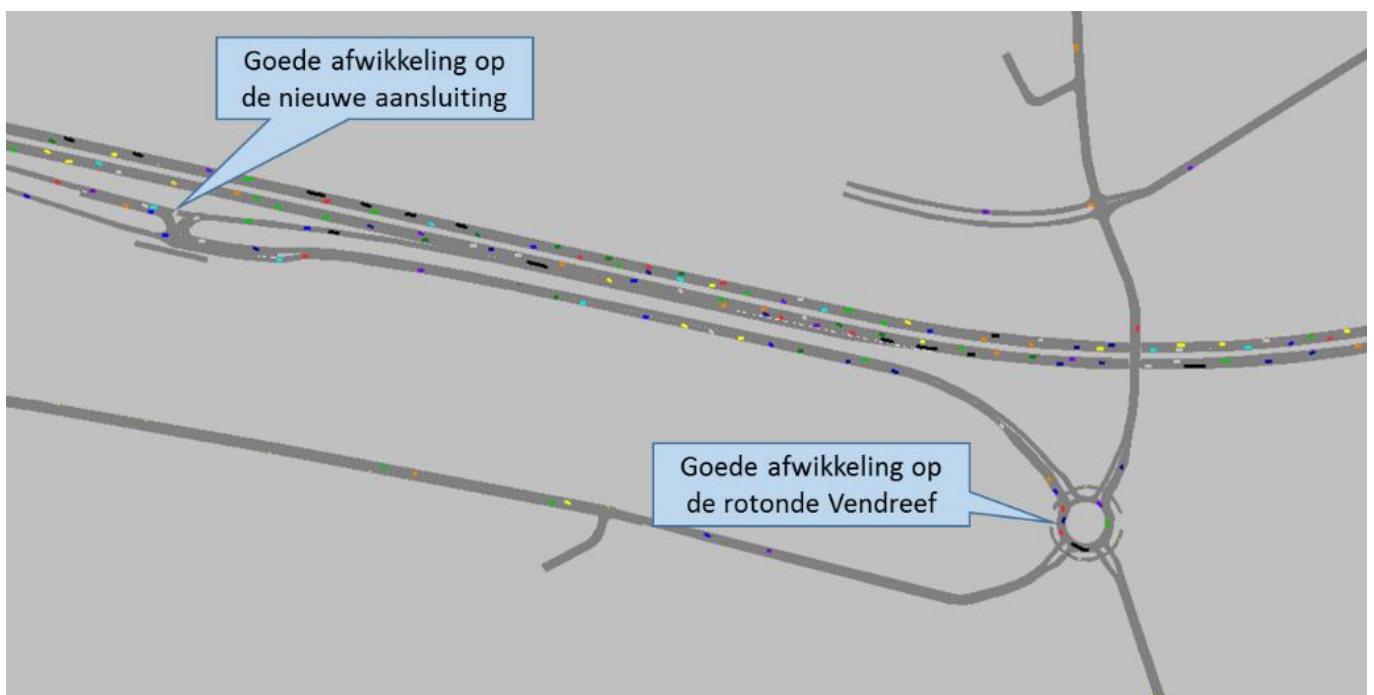 Goede afwikkeling op
de nieuwe aansluiting
Goede afwikkeling op
de rotonde Vendreef